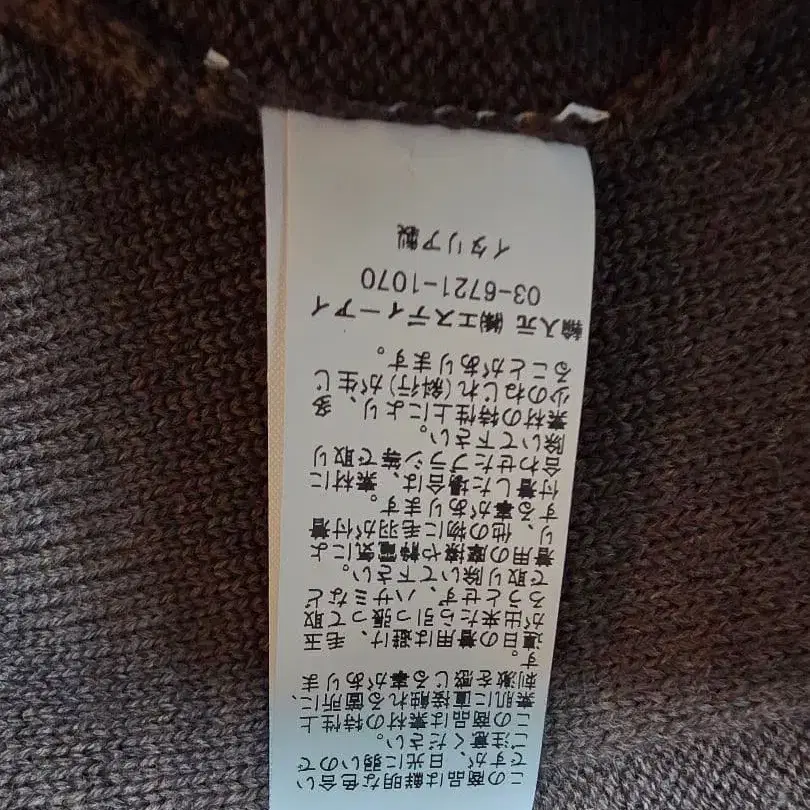 この商品は鮮明な色合い
ですが、日光に弱いので
ご注意ください。
この商品は素材の特性上
素肌に直接触れる箇所に、
刺激を感じる事がありま
す。
連日の着用は避け、毛玉
が出来たら引っ張って取
ろうとせず、ハサミなど
で取り除いて下さい。
着用の摩擦や静電気によ
り、他の物に毛羽が付着
する事があります。
付着した場合は、素材に
合わせたブラシ等で取り
除いて下さい。
素材の特性上により、多
少のねじれ(斜行)が生じ
ることがあります。
輸入元 ㈱エスティーアイ
03-6721-1070
イタリア製